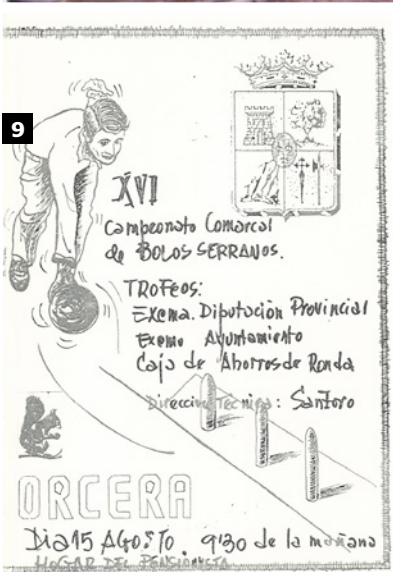 9
XVI
Campeonato Comarcal
de BOLOS SERRANOS.
TROFEOS:
Excma. Diputación Provincial
Excmo Ayuntamiento
Caja de Ahorros de Ronda
Dirección Técnica: Santoro
ORCERA
Dia 15 AGOSTO. 9'30 de la mañana
HOGAR DEL PENSIONISTA